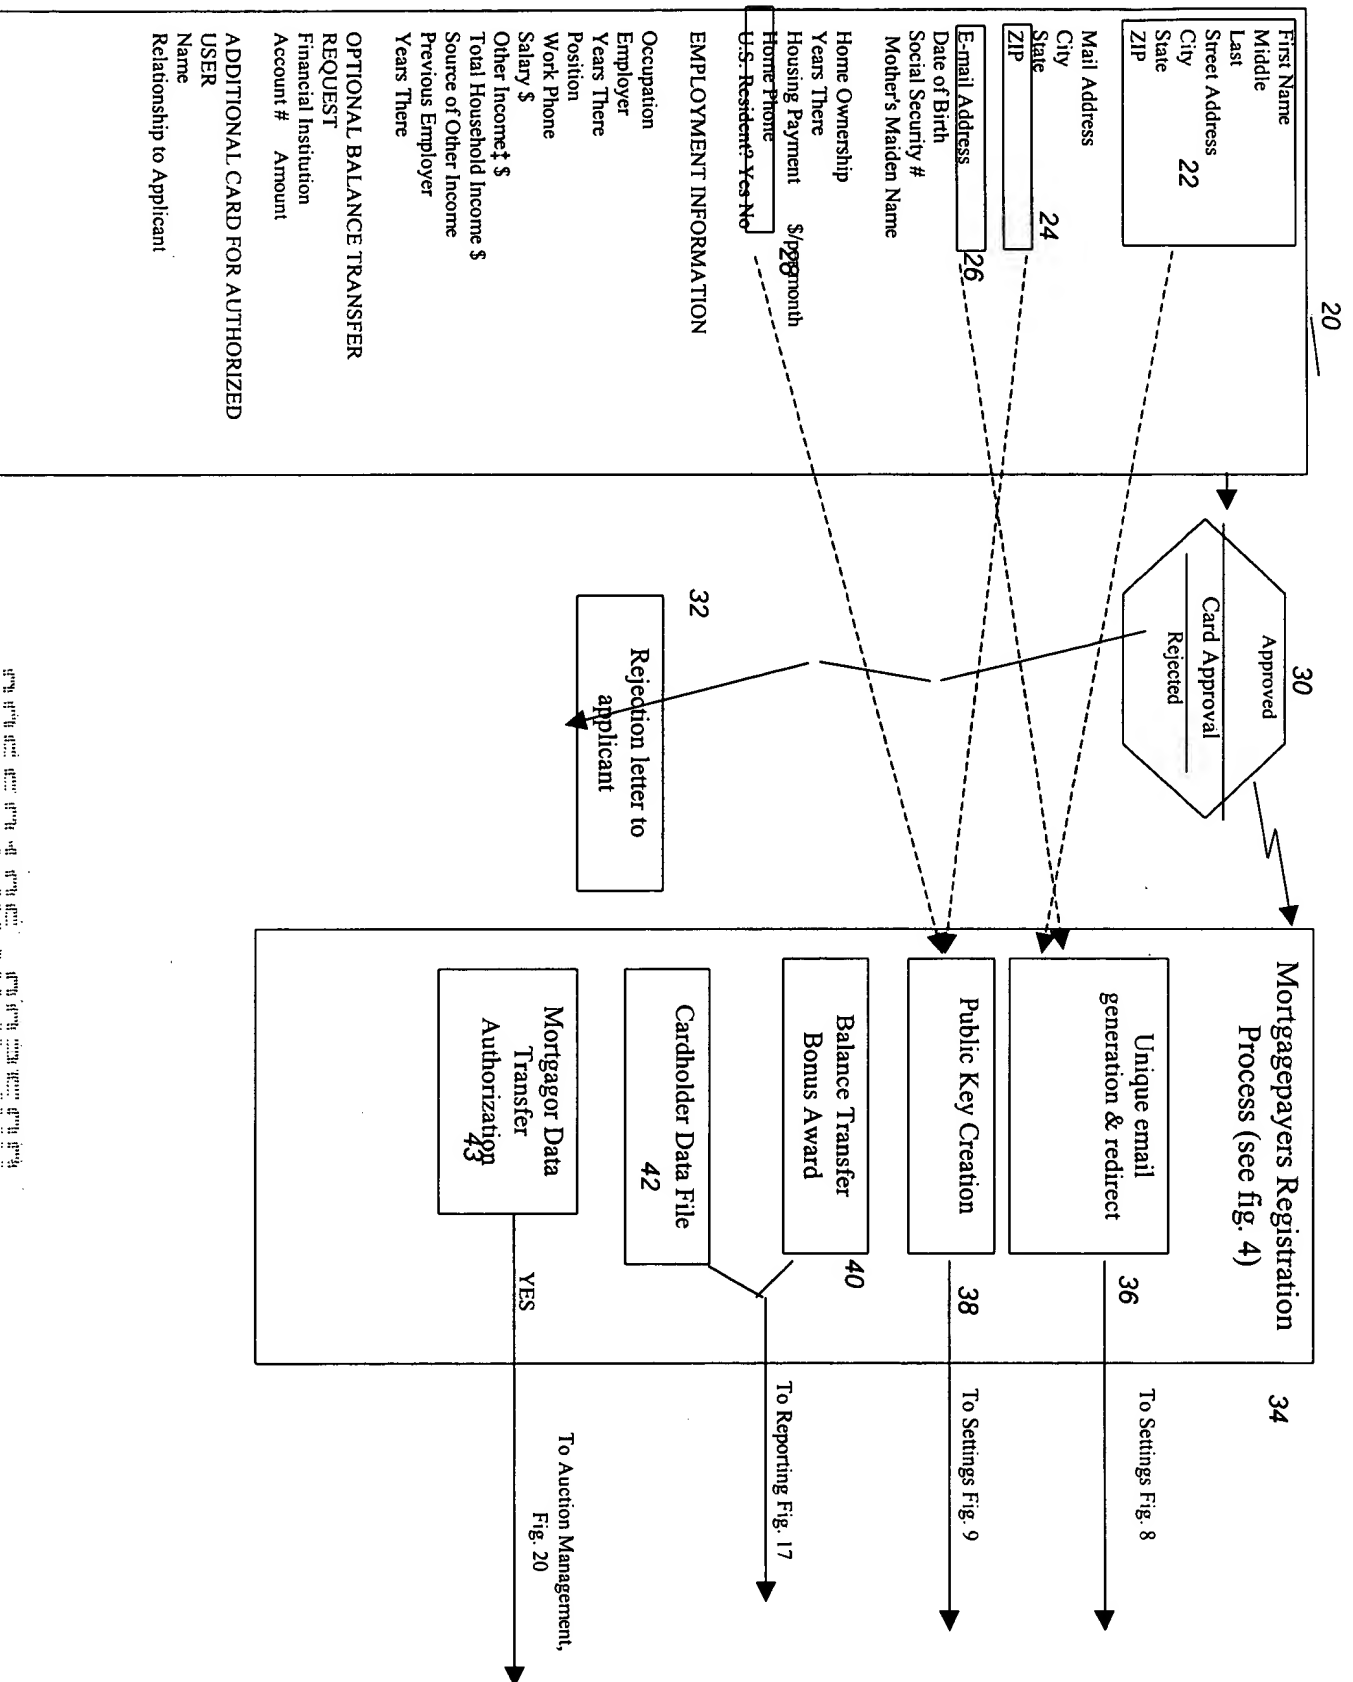 20
First Name
Middle
Last
Street Address
City
State
ZIP
22
Mail Address
City
State
ZIP
24
E-mail Address
26
Date of Birth
Social Security #
Mother's Maiden Name
Home Ownership
Years There
Housing Payment $/ month
Home Phone
U.S. Resident? Yes No
28
EMPLOYMENT INFORMATION
Occupation
Employer
Years There
Position
Work Phone
Salary $
Other Income‡ $
Total Household Income $
Source of Other Income
Previous Employer
Years There
OPTIONAL BALANCE TRANSFER
REQUEST
Financial Institution
Account # Amount
ADDITIONAL CARD FOR AUTHORIZED
USER
Name
Relationship to Applicant
30
Approved
Card Approval
Rejected
32
Rejection letter to
applicant
34
Mortgagepayers Registration
Process (see fig. 4)
Unique email
generation & redirect
36
To Settings Fig. 8
Public Key Creation
38
To Settings Fig. 9
Balance Transfer
Bonus Award
40
Cardholder Data File
42
To Reporting Fig. 17
Mortgagor Data
Transfer
Authorization
43
YES
To Auction Management,
Fig. 20